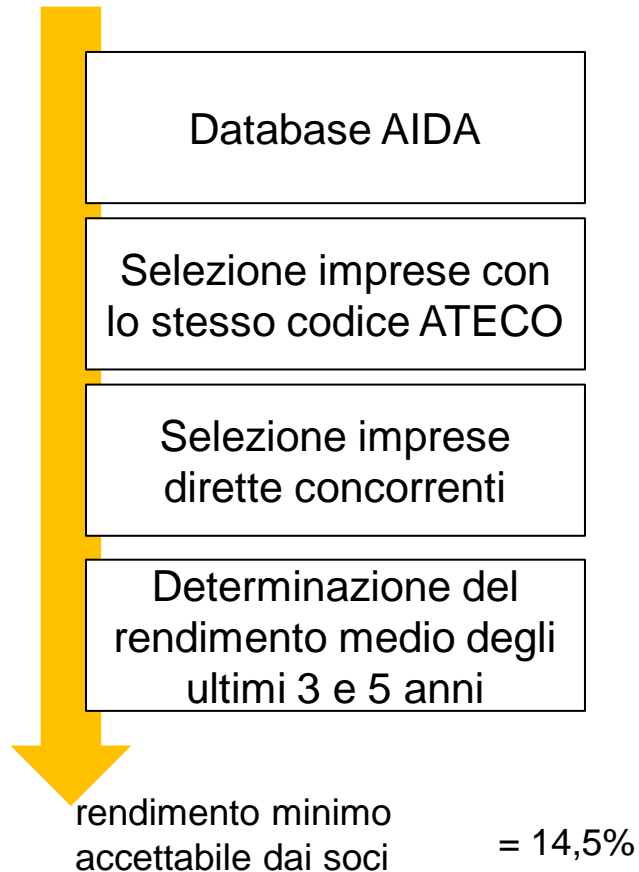 Database AIDA
Selezione imprese con
lo stesso codice ATECO
Selezione imprese
dirette concorrenti
Determinazione del
rendimento medio degli
ultimi 3 e 5 anni
rendimento minimo
accettabile dai soci = 14,5%